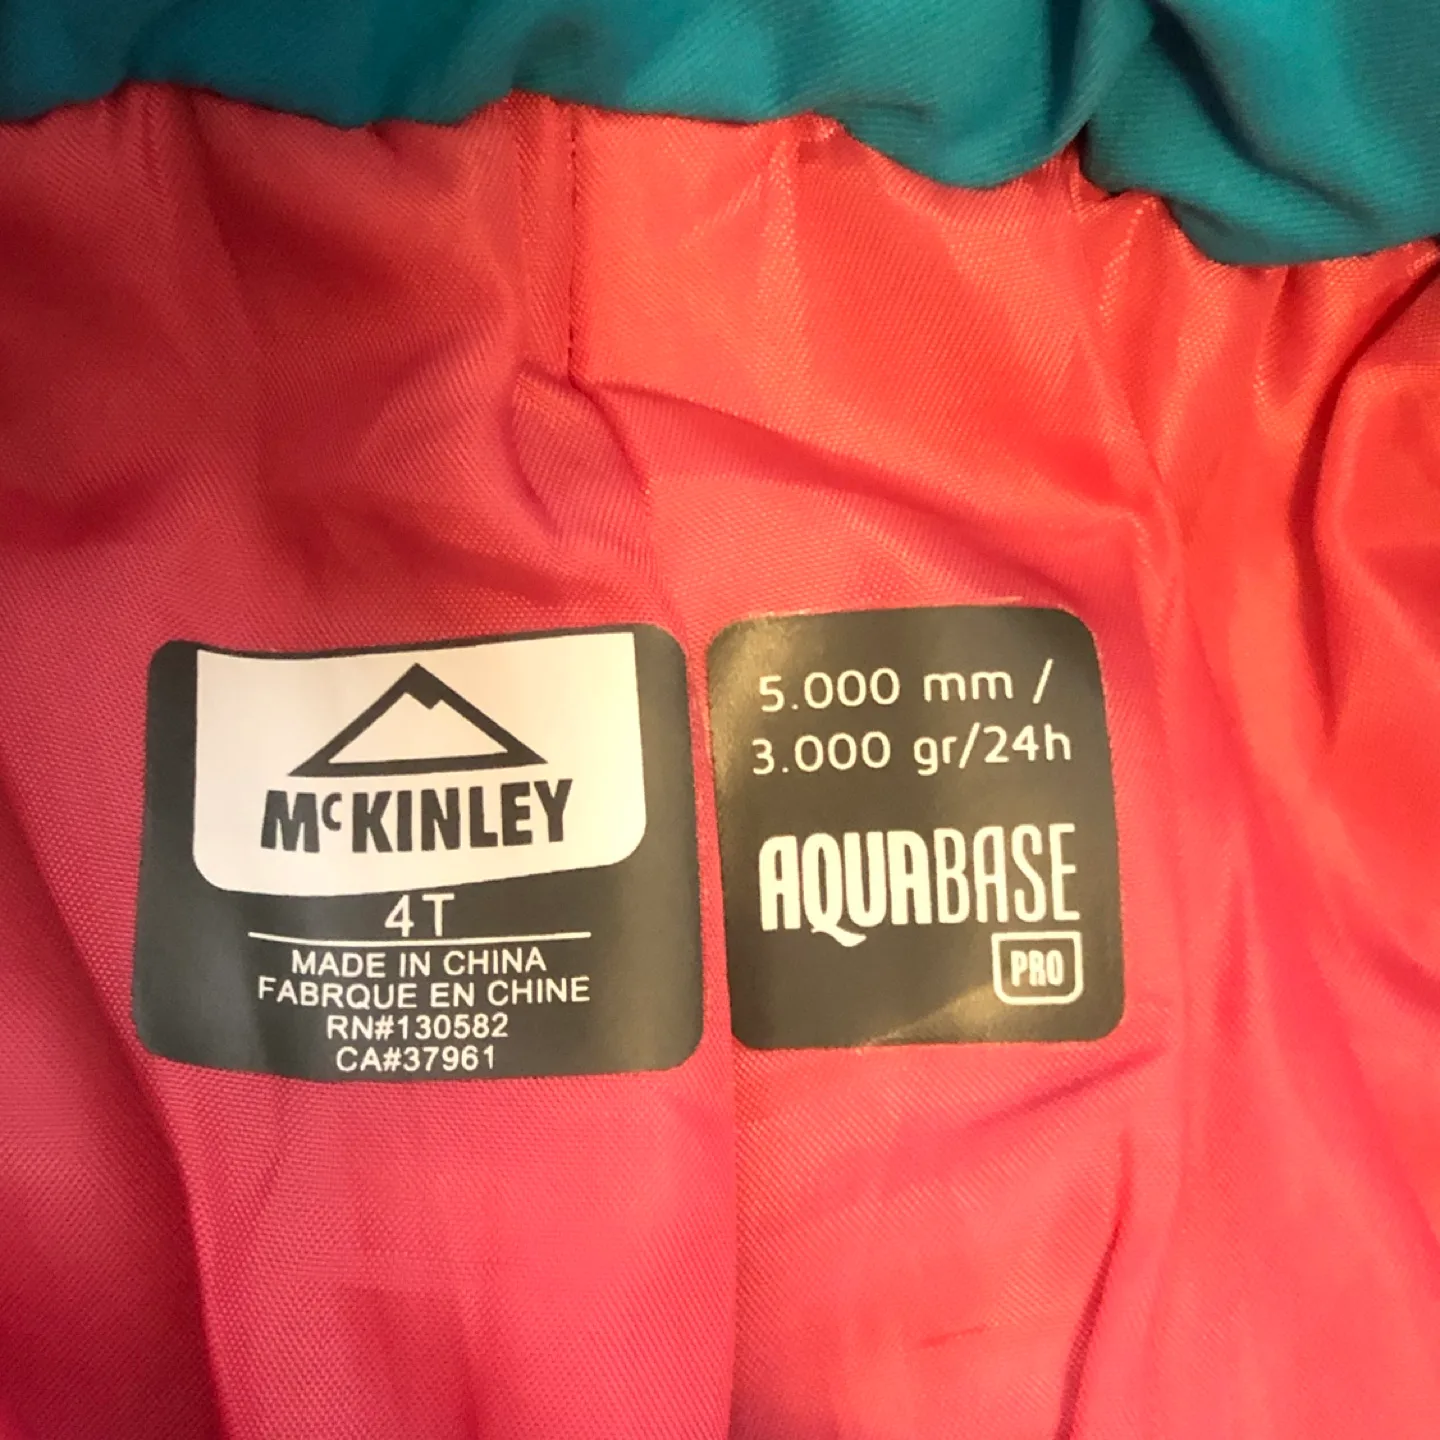 McKINLEY
4T
MADE IN CHINA
FABRQUE EN CHINE
RN#130582
CA#37961
5.000 mm /
3.000 gr/24h
AQUABASE
PRO